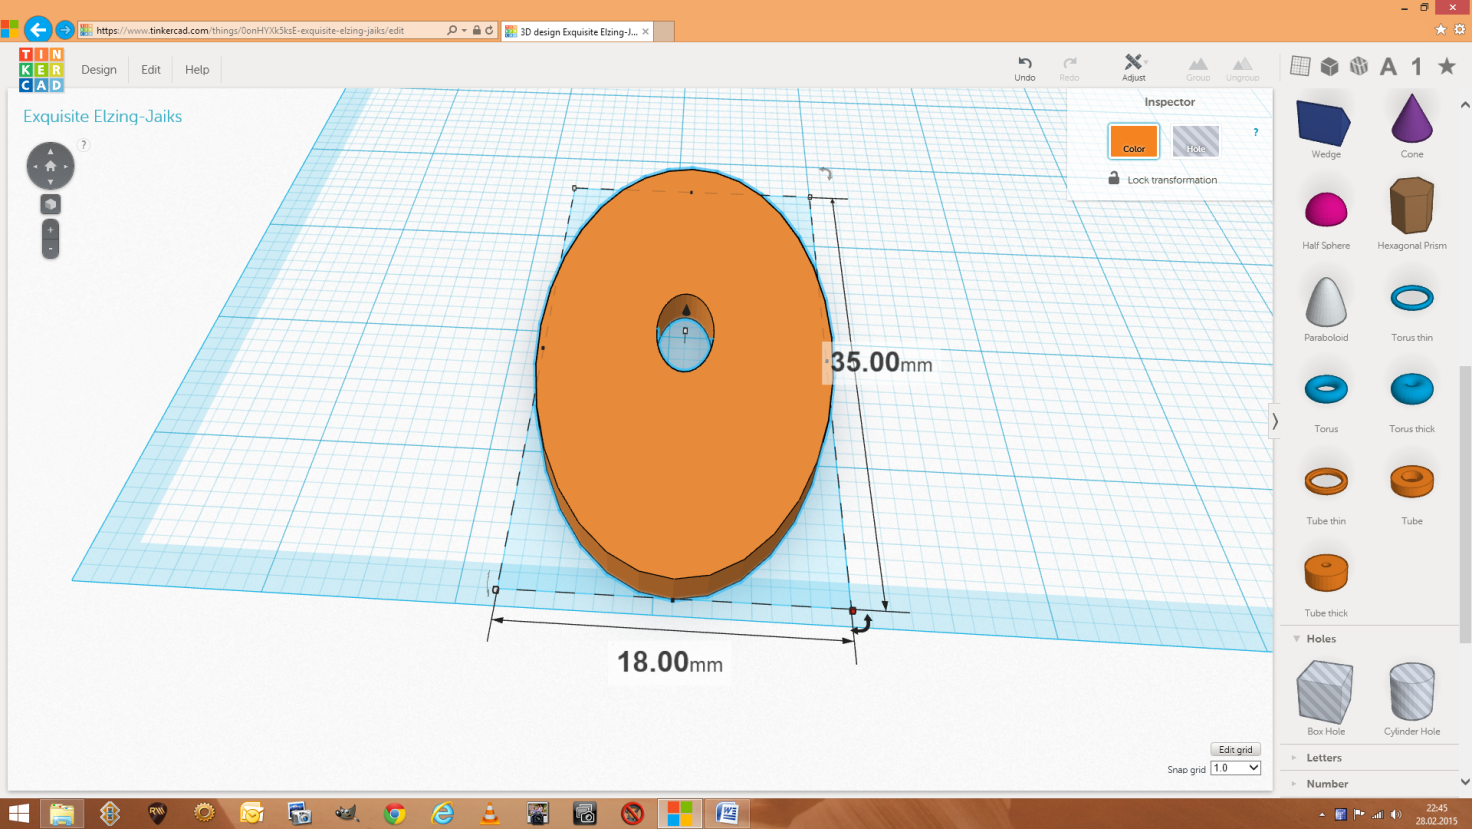 https://www.tinkercad.com/things/0onHYXk5ksE-exquisite-elzing-jaiks/edit
3D design Exquisite Elzing-J...
TIN
KER
CAD
Design
Edit
Help
Undo
Redo
Adjust
Group
Ungroup
A 1
Exquisite Elzing-Jaiks
?
+
-
Inspector
Color
Hole
?
Lock transformation
35.00mm
18.00mm
Wedge
Cone
Half Sphere
Hexagonal Prism
Paraboloid
Torus thin
Torus
Torus thick
Tube thin
Tube
Tube thick
Holes
Box Hole
Cylinder Hole
Letters
Number
Edit grid
Snap grid 1.0
22:45
28.02.2015